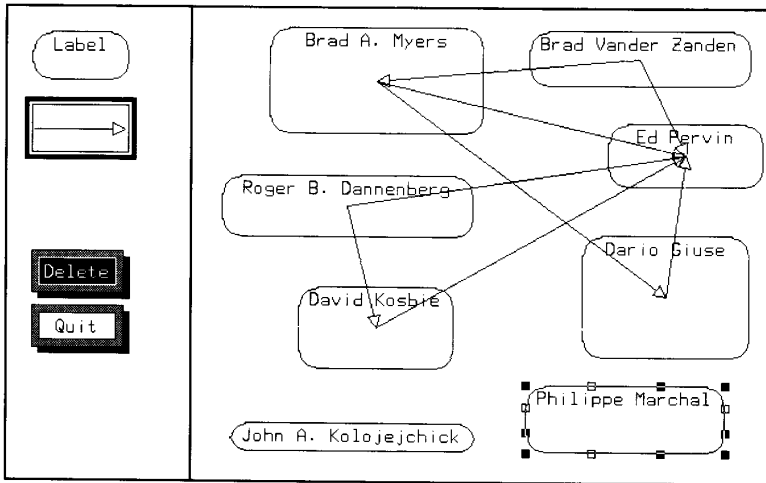 Label
Delete
Quit
Brad A. Myers
Brad Vander Zanden
Ed Pervin
Roger B. Dannenberg
Dario Giuse
David Kosbie
Philippe Marchal
John A. Kolojejchick